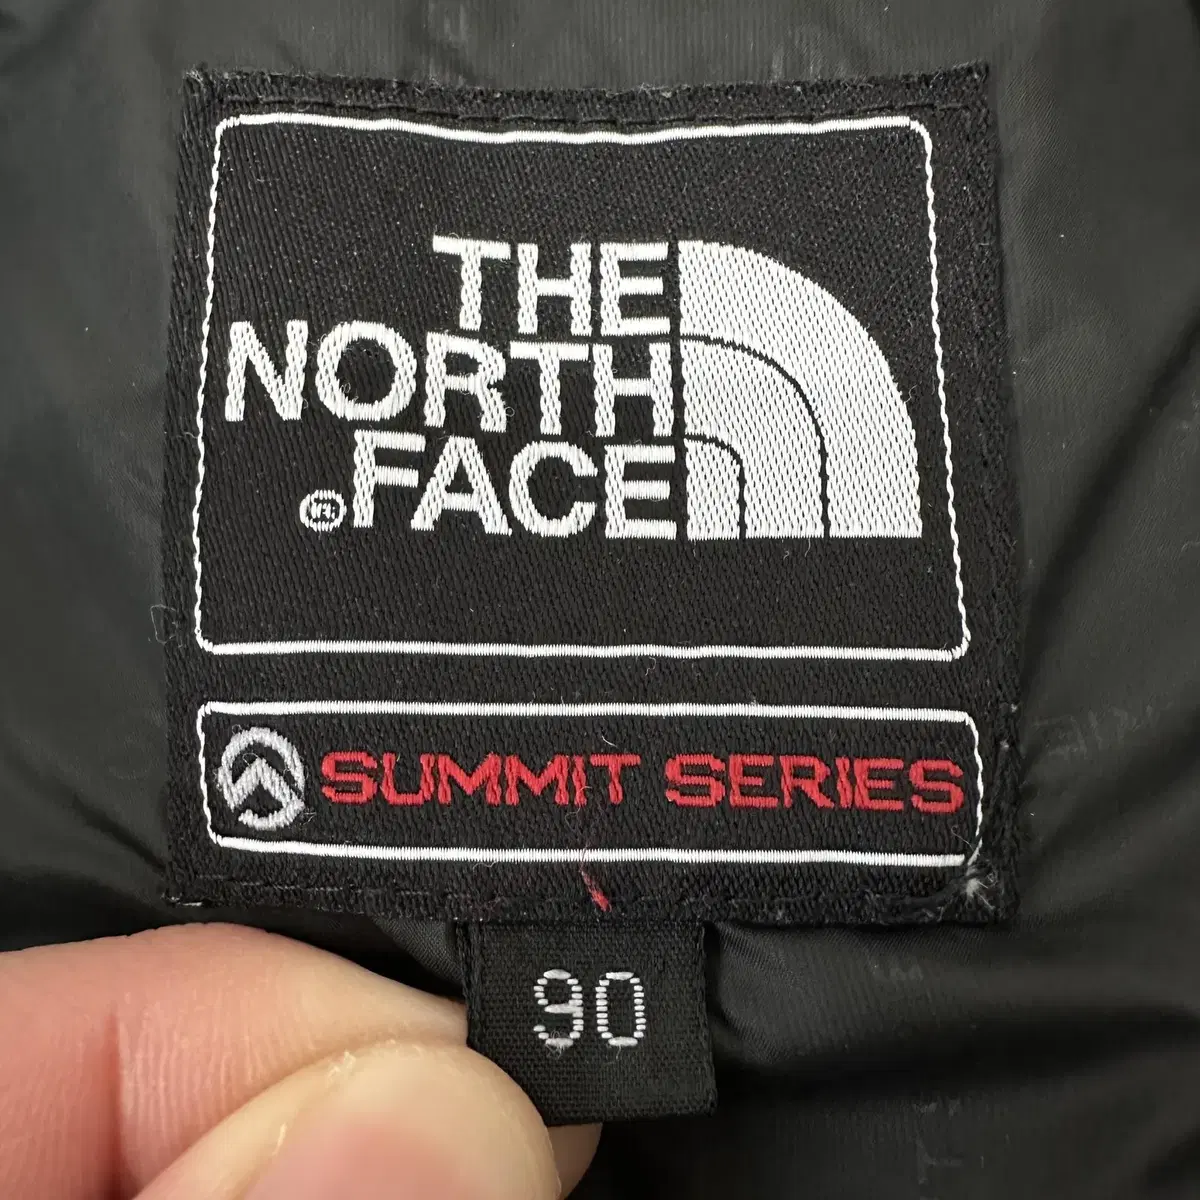 THE
NORTH
FACE
SUMMIT SERIES
90